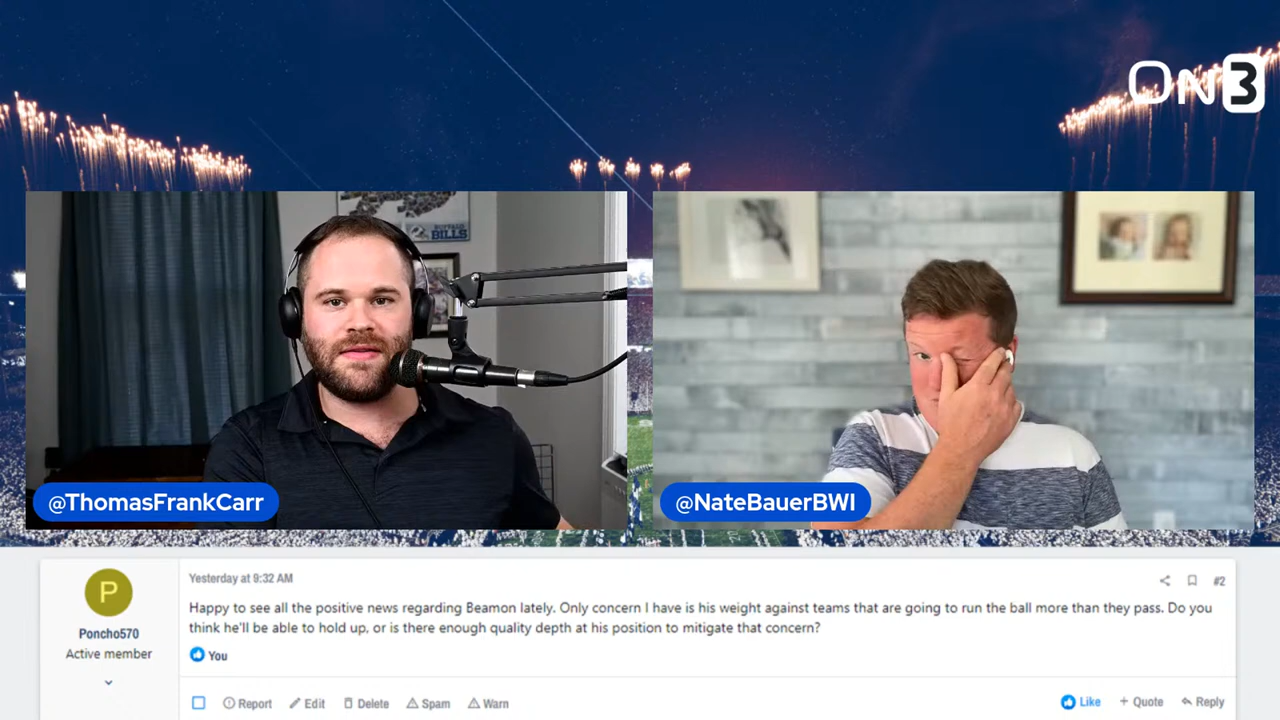 ON3
BUFFALO
BILLS
@ThomasFrankCarr
@NateBauerBWI
P
Poncho570
Active member
Yesterday at 9:32 AM
#2
Happy to see all the positive news regarding Beamon lately. Only concern I have is his weight against teams that are going to run the ball more than they pass. Do you
think he'll be able to hold up, or is there enough quality depth at his position to mitigate that concern?
You
Report
Edit
Delete
Spam
Warn
Like
+ Quote
Reply